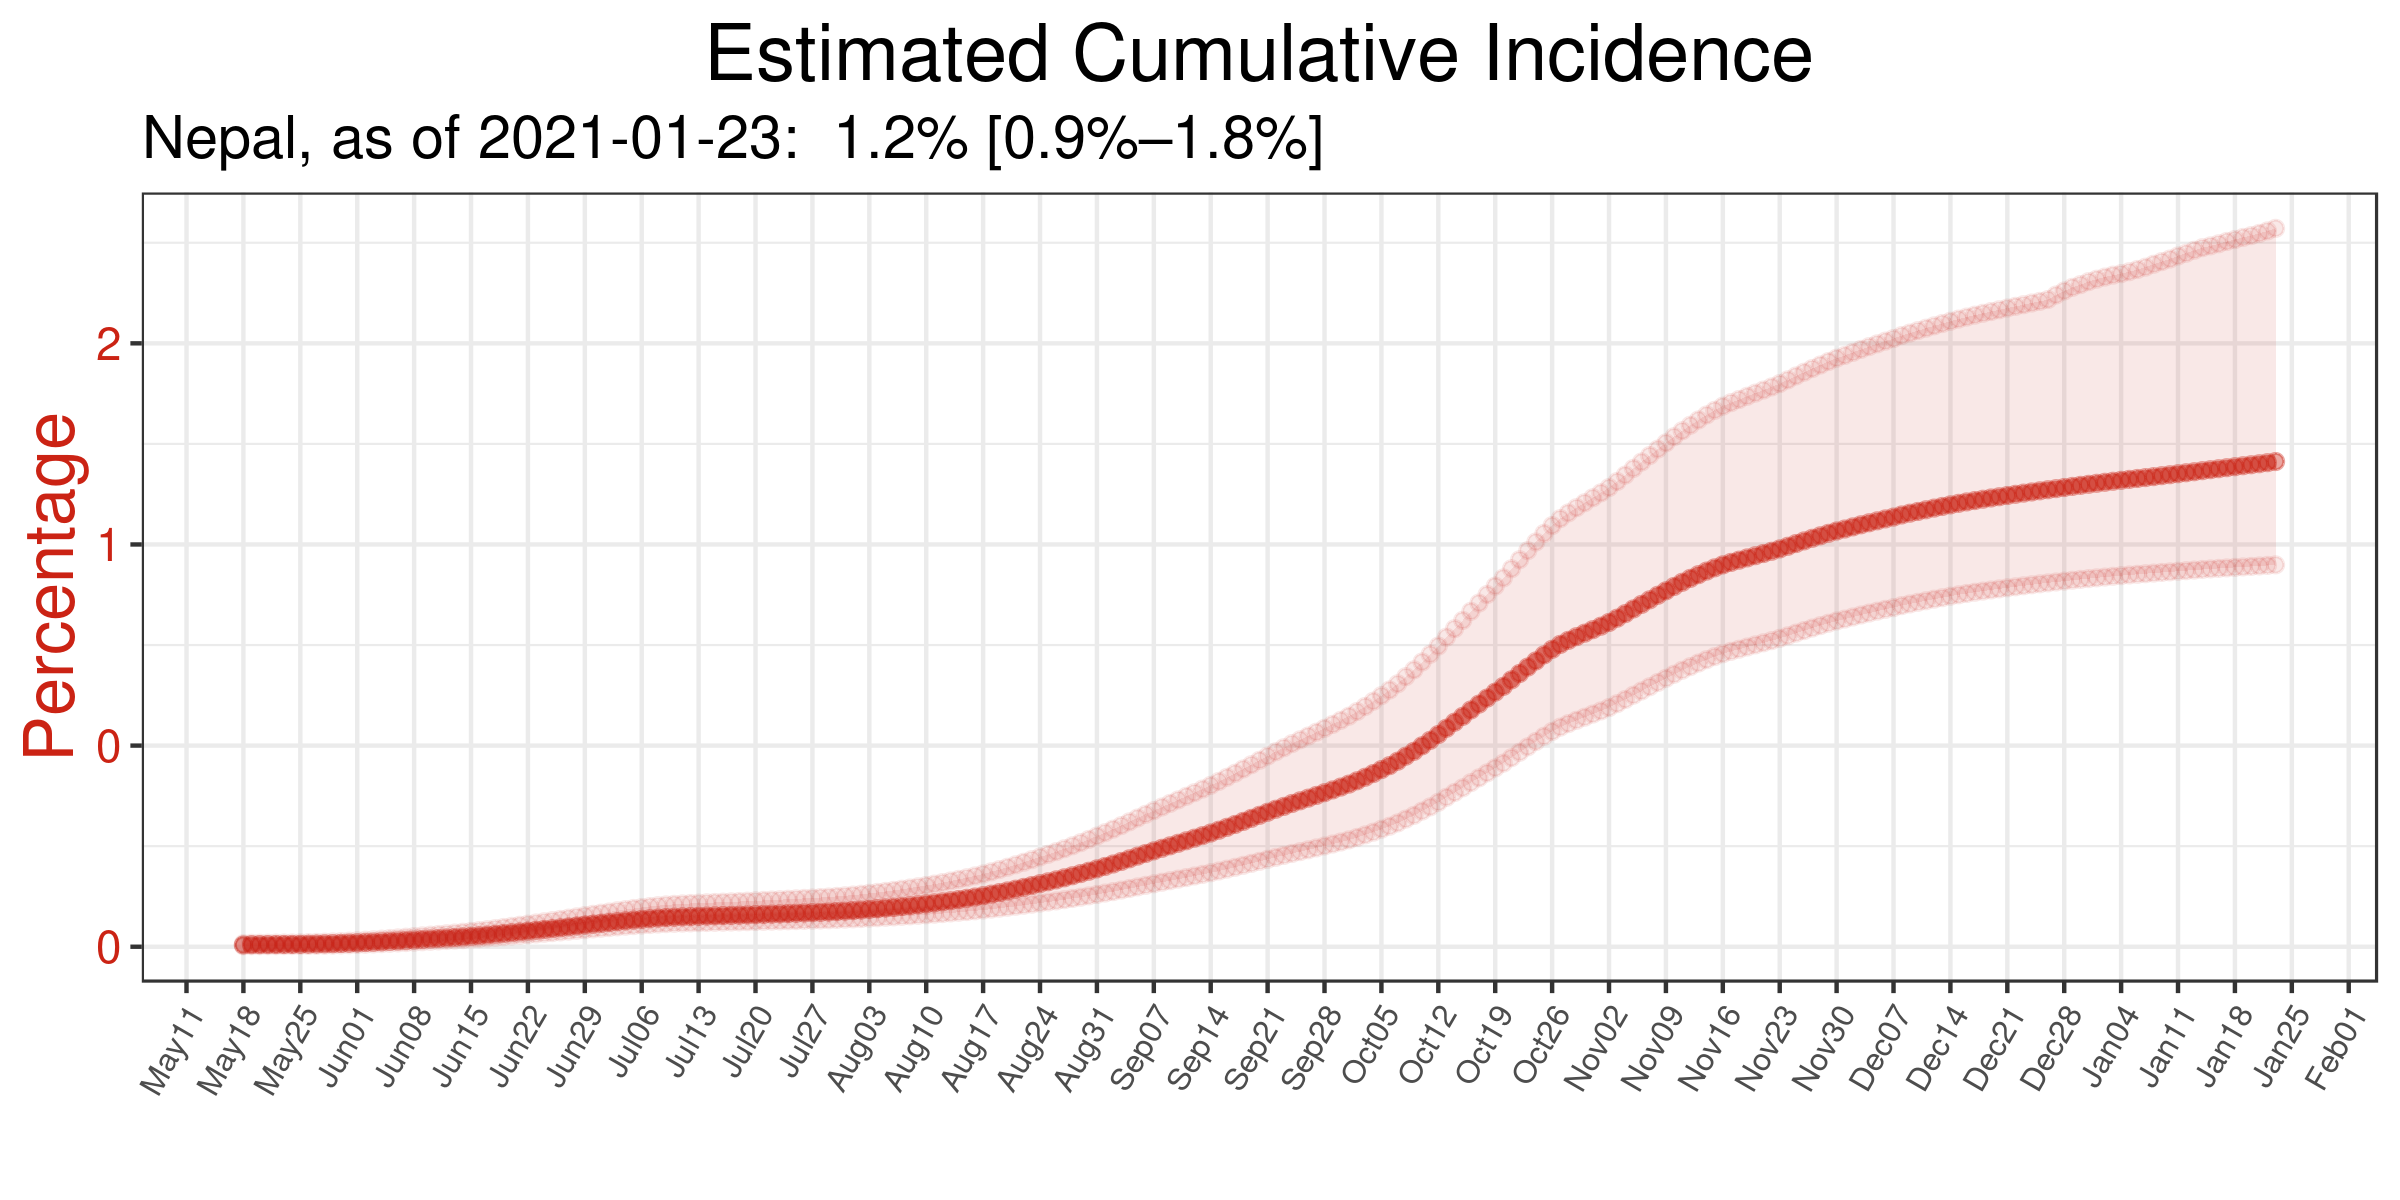 Estimated Cumulative Incidence
Nepal, as of 2021-01-23:  1.2% [0.9%–1.8%]
Percentage
2
1
0
0
May11
May18
May25
Jun01
Jun08
Jun15
Jun22
Jun29
Jul06
Jul13
Jul20
Jul27
Aug03
Aug10
Aug17
Aug24
Aug31
Sep07
Sep14
Sep21
Sep28
Oct05
Oct12
Oct19
Oct26
Nov02
Nov09
Nov16
Nov23
Nov30
Dec07
Dec14
Dec21
Dec28
Jan04
Jan11
Jan18
Jan25
Feb01